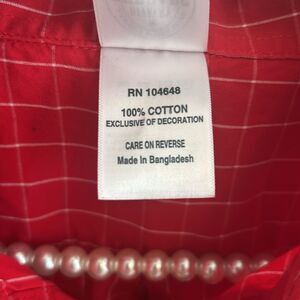 RN 104648
100% COTTON
EXCLUSIVE OF DECORATION
CARE ON REVERSE
Made In Bangladesh